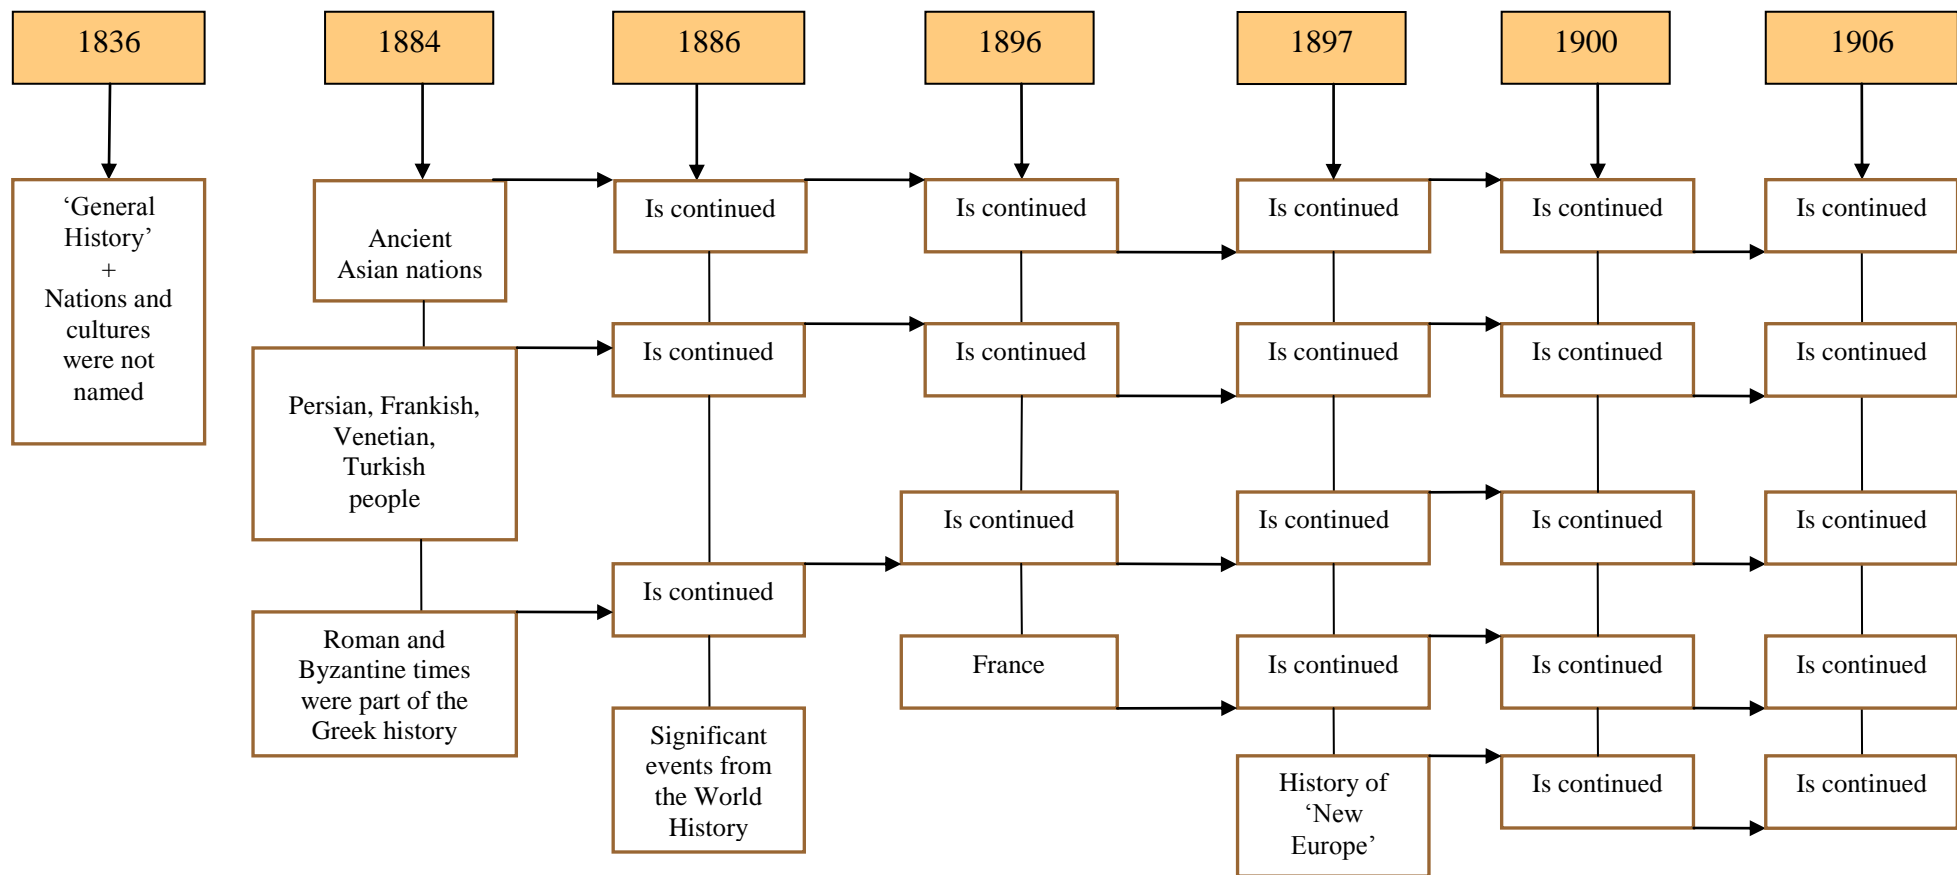 1836
1884
1886
1896
1897
1900
1906
‘General
History’
+
Nations and
cultures
were not
named
Ancient
Asian nations
Persian, Frankish,
Venetian,
Turkish
people
Roman and
Byzantine times
were part of the
Greek history
Is continued
Is continued
Is continued
Significant
events from
the World
History
Is continued
Is continued
Is continued
France
Is continued
Is continued
Is continued
Is continued
History of
‘New
Europe’
Is continued
Is continued
Is continued
Is continued
Is continued
Is continued
Is continued
Is continued
Is continued
Is continued